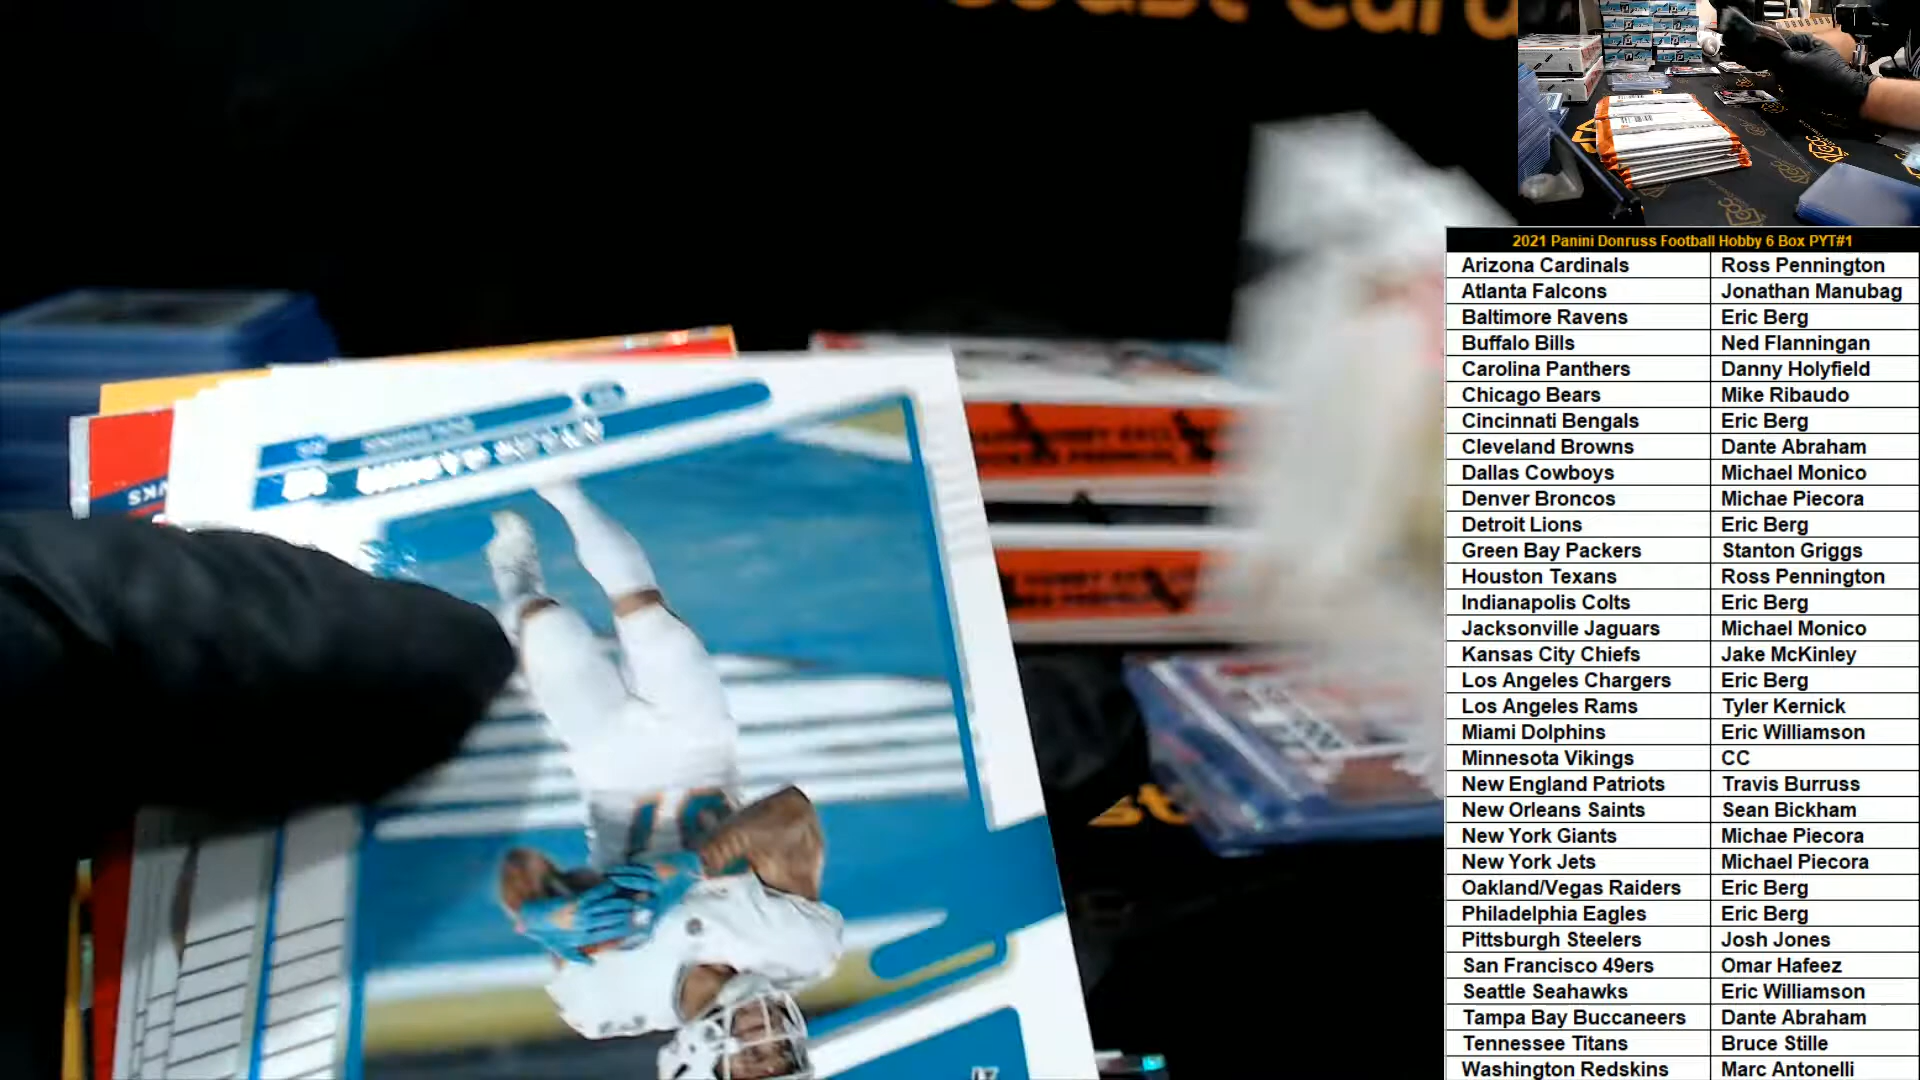 Coast Card
2021 Panini Donruss Football Hobby 6 Box PYT#1
Arizona Cardinals Ross Pennington
Atlanta Falcons Jonathan Manubag
Baltimore Ravens Eric Berg
Buffalo Bills Ned Flanningan
Carolina Panthers Danny Holyfield
Chicago Bears Mike Ribaudo
Cincinnati Bengals Eric Berg
Cleveland Browns Dante Abraham
Dallas Cowboys Michael Monico
Denver Broncos Michae Piecora
Detroit Lions Eric Berg
Green Bay Packers Stanton Griggs
Houston Texans Ross Pennington
Indianapolis Colts Eric Berg
Jacksonville Jaguars Michael Monico
Kansas City Chiefs Jake McKinley
Los Angeles Chargers Eric Berg
Los Angeles Rams Tyler Kernick
Miami Dolphins Eric Williamson
Minnesota Vikings CC
New England Patriots Travis Burruss
New Orleans Saints Sean Bickham
New York Giants Michae Piecora
New York Jets Michael Piecora
Oakland/Vegas Raiders Eric Berg
Philadelphia Eagles Eric Berg
Pittsburgh Steelers Josh Jones
San Francisco 49ers Omar Hafeez
Seattle Seahawks Eric Williamson
Tampa Bay Buccaneers Dante Abraham
Tennessee Titans Bruce Stille
Washington Redskins Marc Antonelli